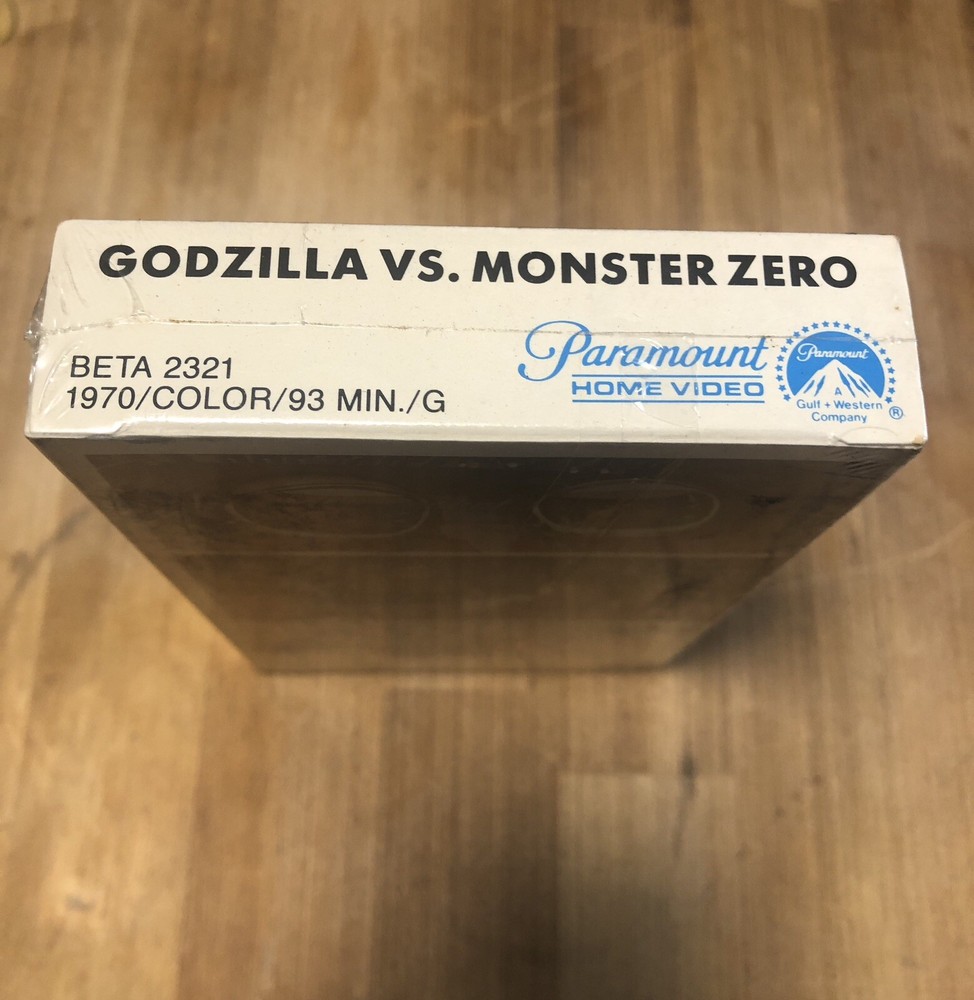 GODZILLA VS. MONSTER ZERO
BETA 2321
1970/COLOR/93 MIN./G
Paramount
HOME VIDEO
Paramount
A
Gulf + Western
Company
®